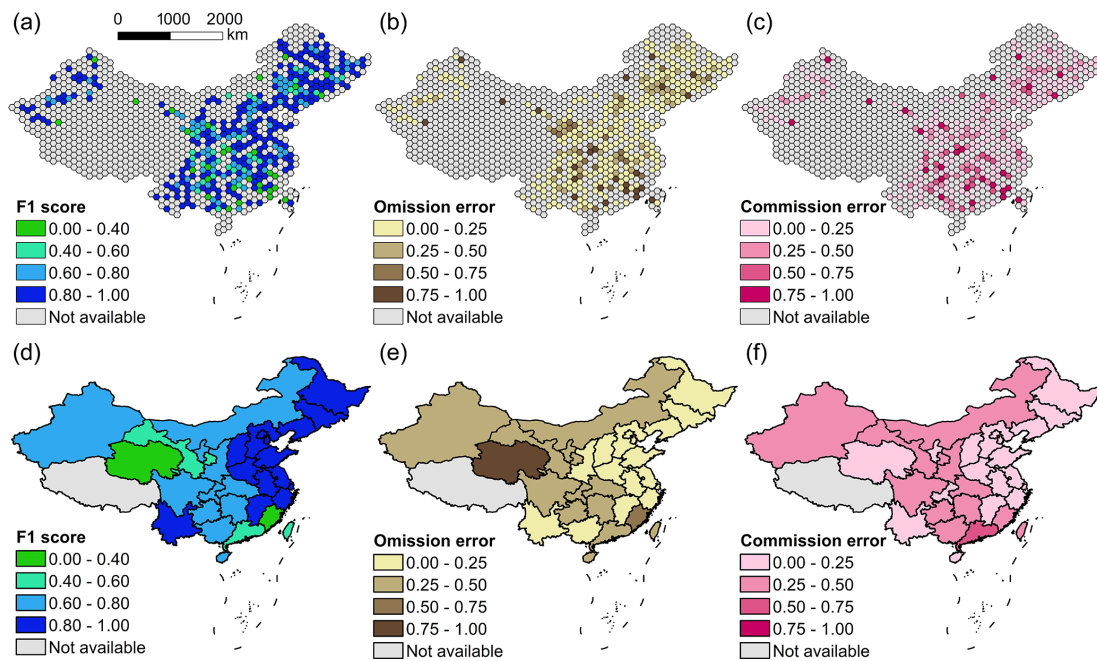 (a)
0 1000 2000
km
(b)
(c)
F1 score
0.00 - 0.40
0.40 - 0.60
0.60 - 0.80
0.80 - 1.00
Not available
Omission error
0.00 - 0.25
0.25 - 0.50
0.50 - 0.75
0.75 - 1.00
Not available
Commission error
0.00 - 0.25
0.25 - 0.50
0.50 - 0.75
0.75 - 1.00
Not available
(d)
(e)
(f)
F1 score
0.00 - 0.40
0.40 - 0.60
0.60 - 0.80
0.80 - 1.00
Not available
Omission error
0.00 - 0.25
0.25 - 0.50
0.50 - 0.75
0.75 - 1.00
Not available
Commission error
0.00 - 0.25
0.25 - 0.50
0.50 - 0.75
0.75 - 1.00
Not available